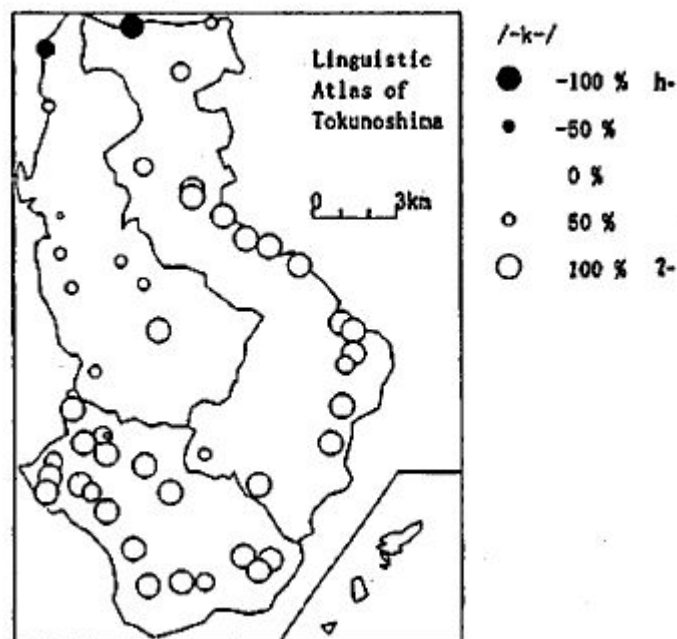 Linguistic
Atlas of
Tokunoshima
0 3km
/-k-/
-100 % h-
-50 %
0 %
50 %
100 % ?-